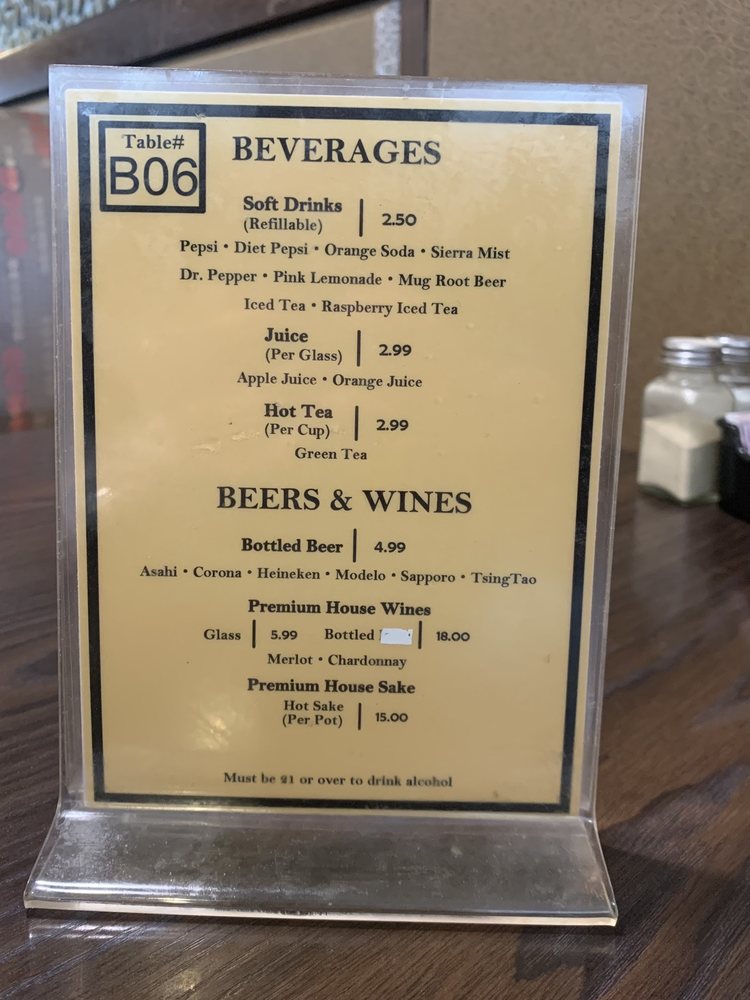 Table#
B06
BEVERAGES
Soft Drinks
(Refillable)
2.50
Pepsi • Diet Pepsi • Orange Soda • Sierra Mist
Dr. Pepper • Pink Lemonade • Mug Root Beer
Iced Tea • Raspberry Iced Tea
Juice
(Per Glass)
2.99
Apple Juice • Orange Juice
Hot Tea
(Per Cup)
2.99
Green Tea
BEERS & WINES
Bottled Beer
4.99
Asahi • Corona • Heineken • Modelo • Sapporo • TsingTao
Premium House Wines
Glass 5.99 Bottled 18.00
Merlot • Chardonnay
Premium House Sake
Hot Sake
(Per Pot)
15.00
Must be 21 or over to drink alcohol